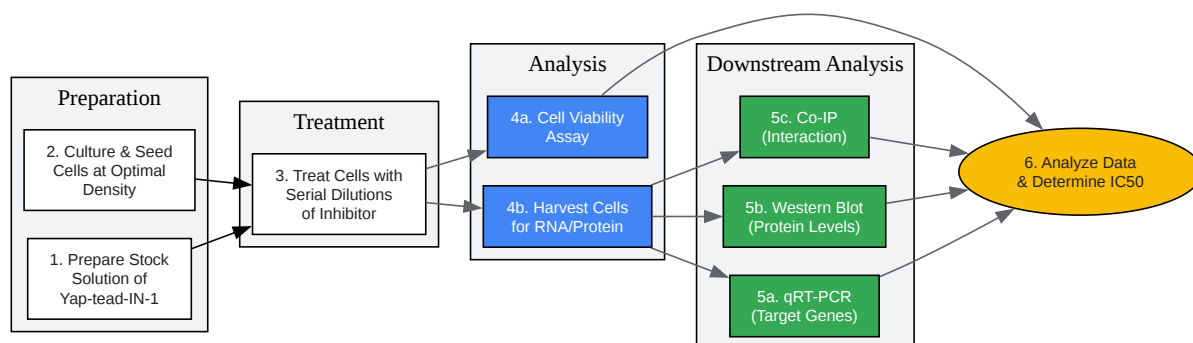 Preparation
2. Culture & Seed
Cells at Optimal
Density
1. Prepare Stock
Solution of
Yap-tead-IN-1
Treatment
3. Treat Cells with
Serial Dilutions
of Inhibitor
Analysis
4a. Cell Viability
Assay
4b. Harvest Cells
for RNA/Protein
Downstream Analysis
5c. Co-IP
(Interaction)
5b. Western Blot
(Protein Levels)
5a. qRT-PCR
(Target Genes)
6. Analyze Data
& Determine IC50